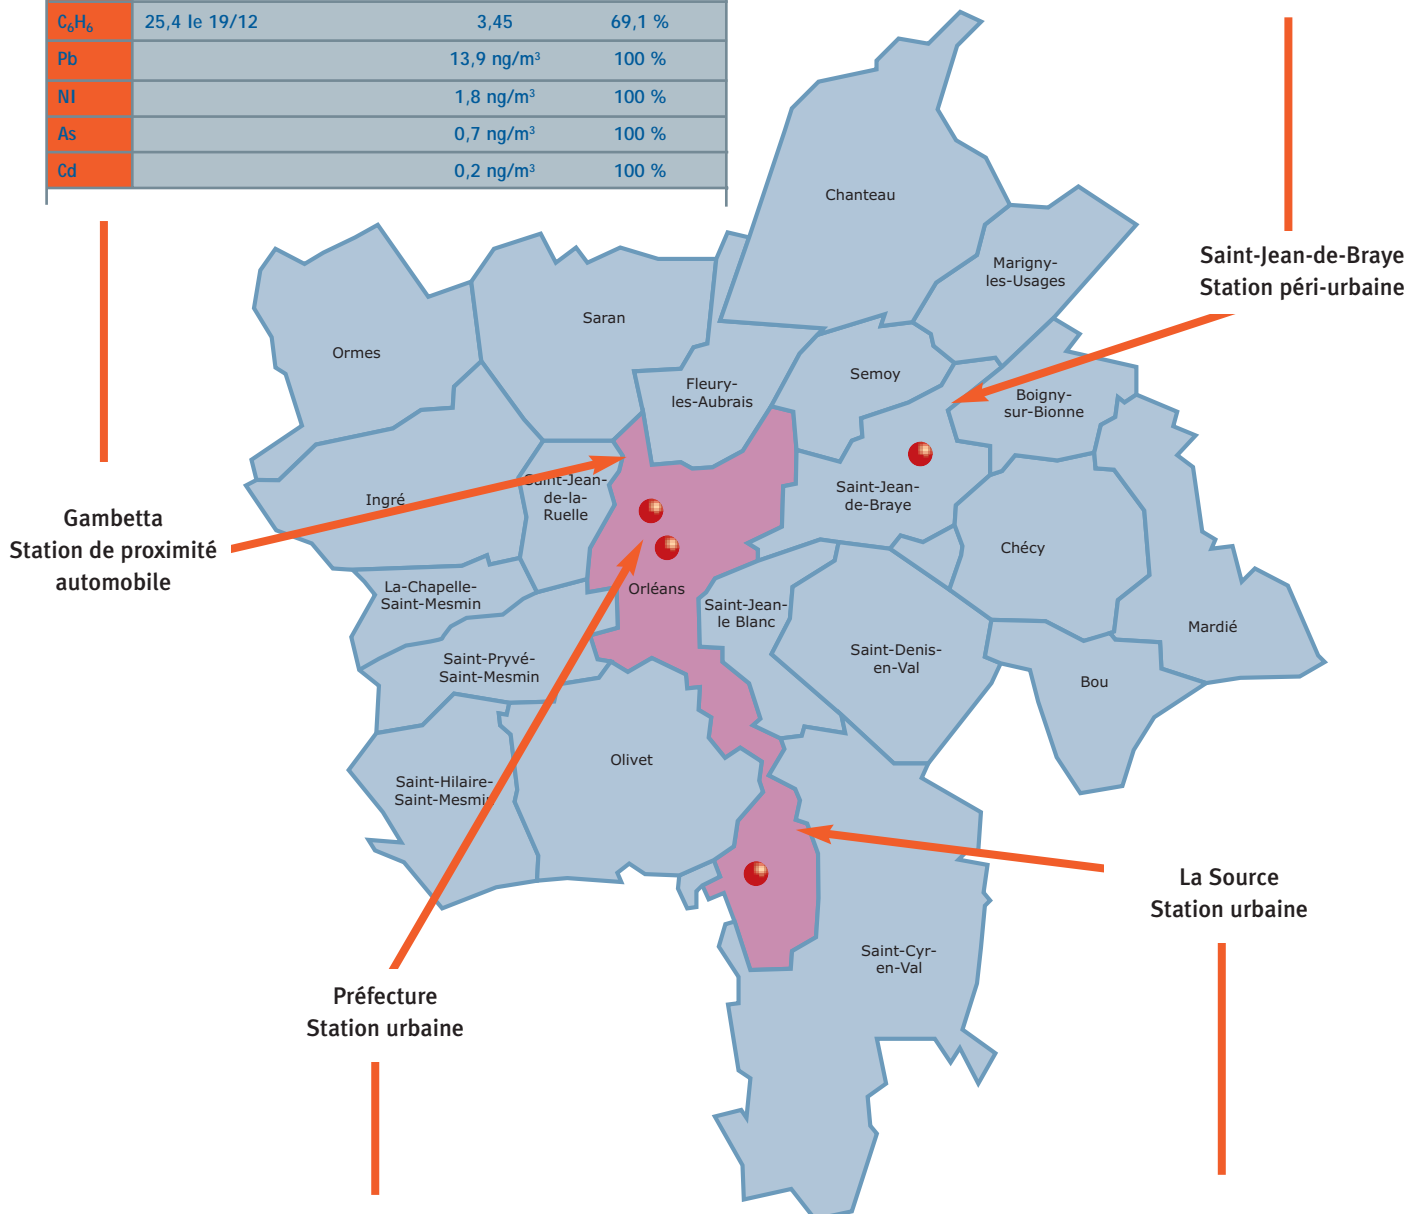 C₆H₆ 25,4 le 19/12 3,45 69,1 %
Pb 13,9 ng/m³ 100 %
NI 1,8 ng/m³ 100 %
As 0,7 ng/m³ 100 %
Cd 0,2 ng/m³ 100 %
Chanteau
Marigny-
les-Usages
Saint-Jean-de-Braye
Station péri-urbaine
Saran
Ormes
Semoy
Fleury-
les-Aubrais
Boigny-
sur-Bionne
Saint-Jean-
de-la-
Ruelle
Ingré
Saint-Jean-
de-Braye
Gambetta
Station de proximité
automobile
Chécy
La-Chapelle-
Saint-Mesmin
Orléans
Saint-Jean-
le Blanc
Mardié
Saint-Pryvé-
Saint-Mesmin
Saint-Denis-
en-Val
Bou
Olivet
Saint-Hilaire-
Saint-Mesmin
La Source
Station urbaine
Saint-Cyr-
en-Val
Préfecture
Station urbaine